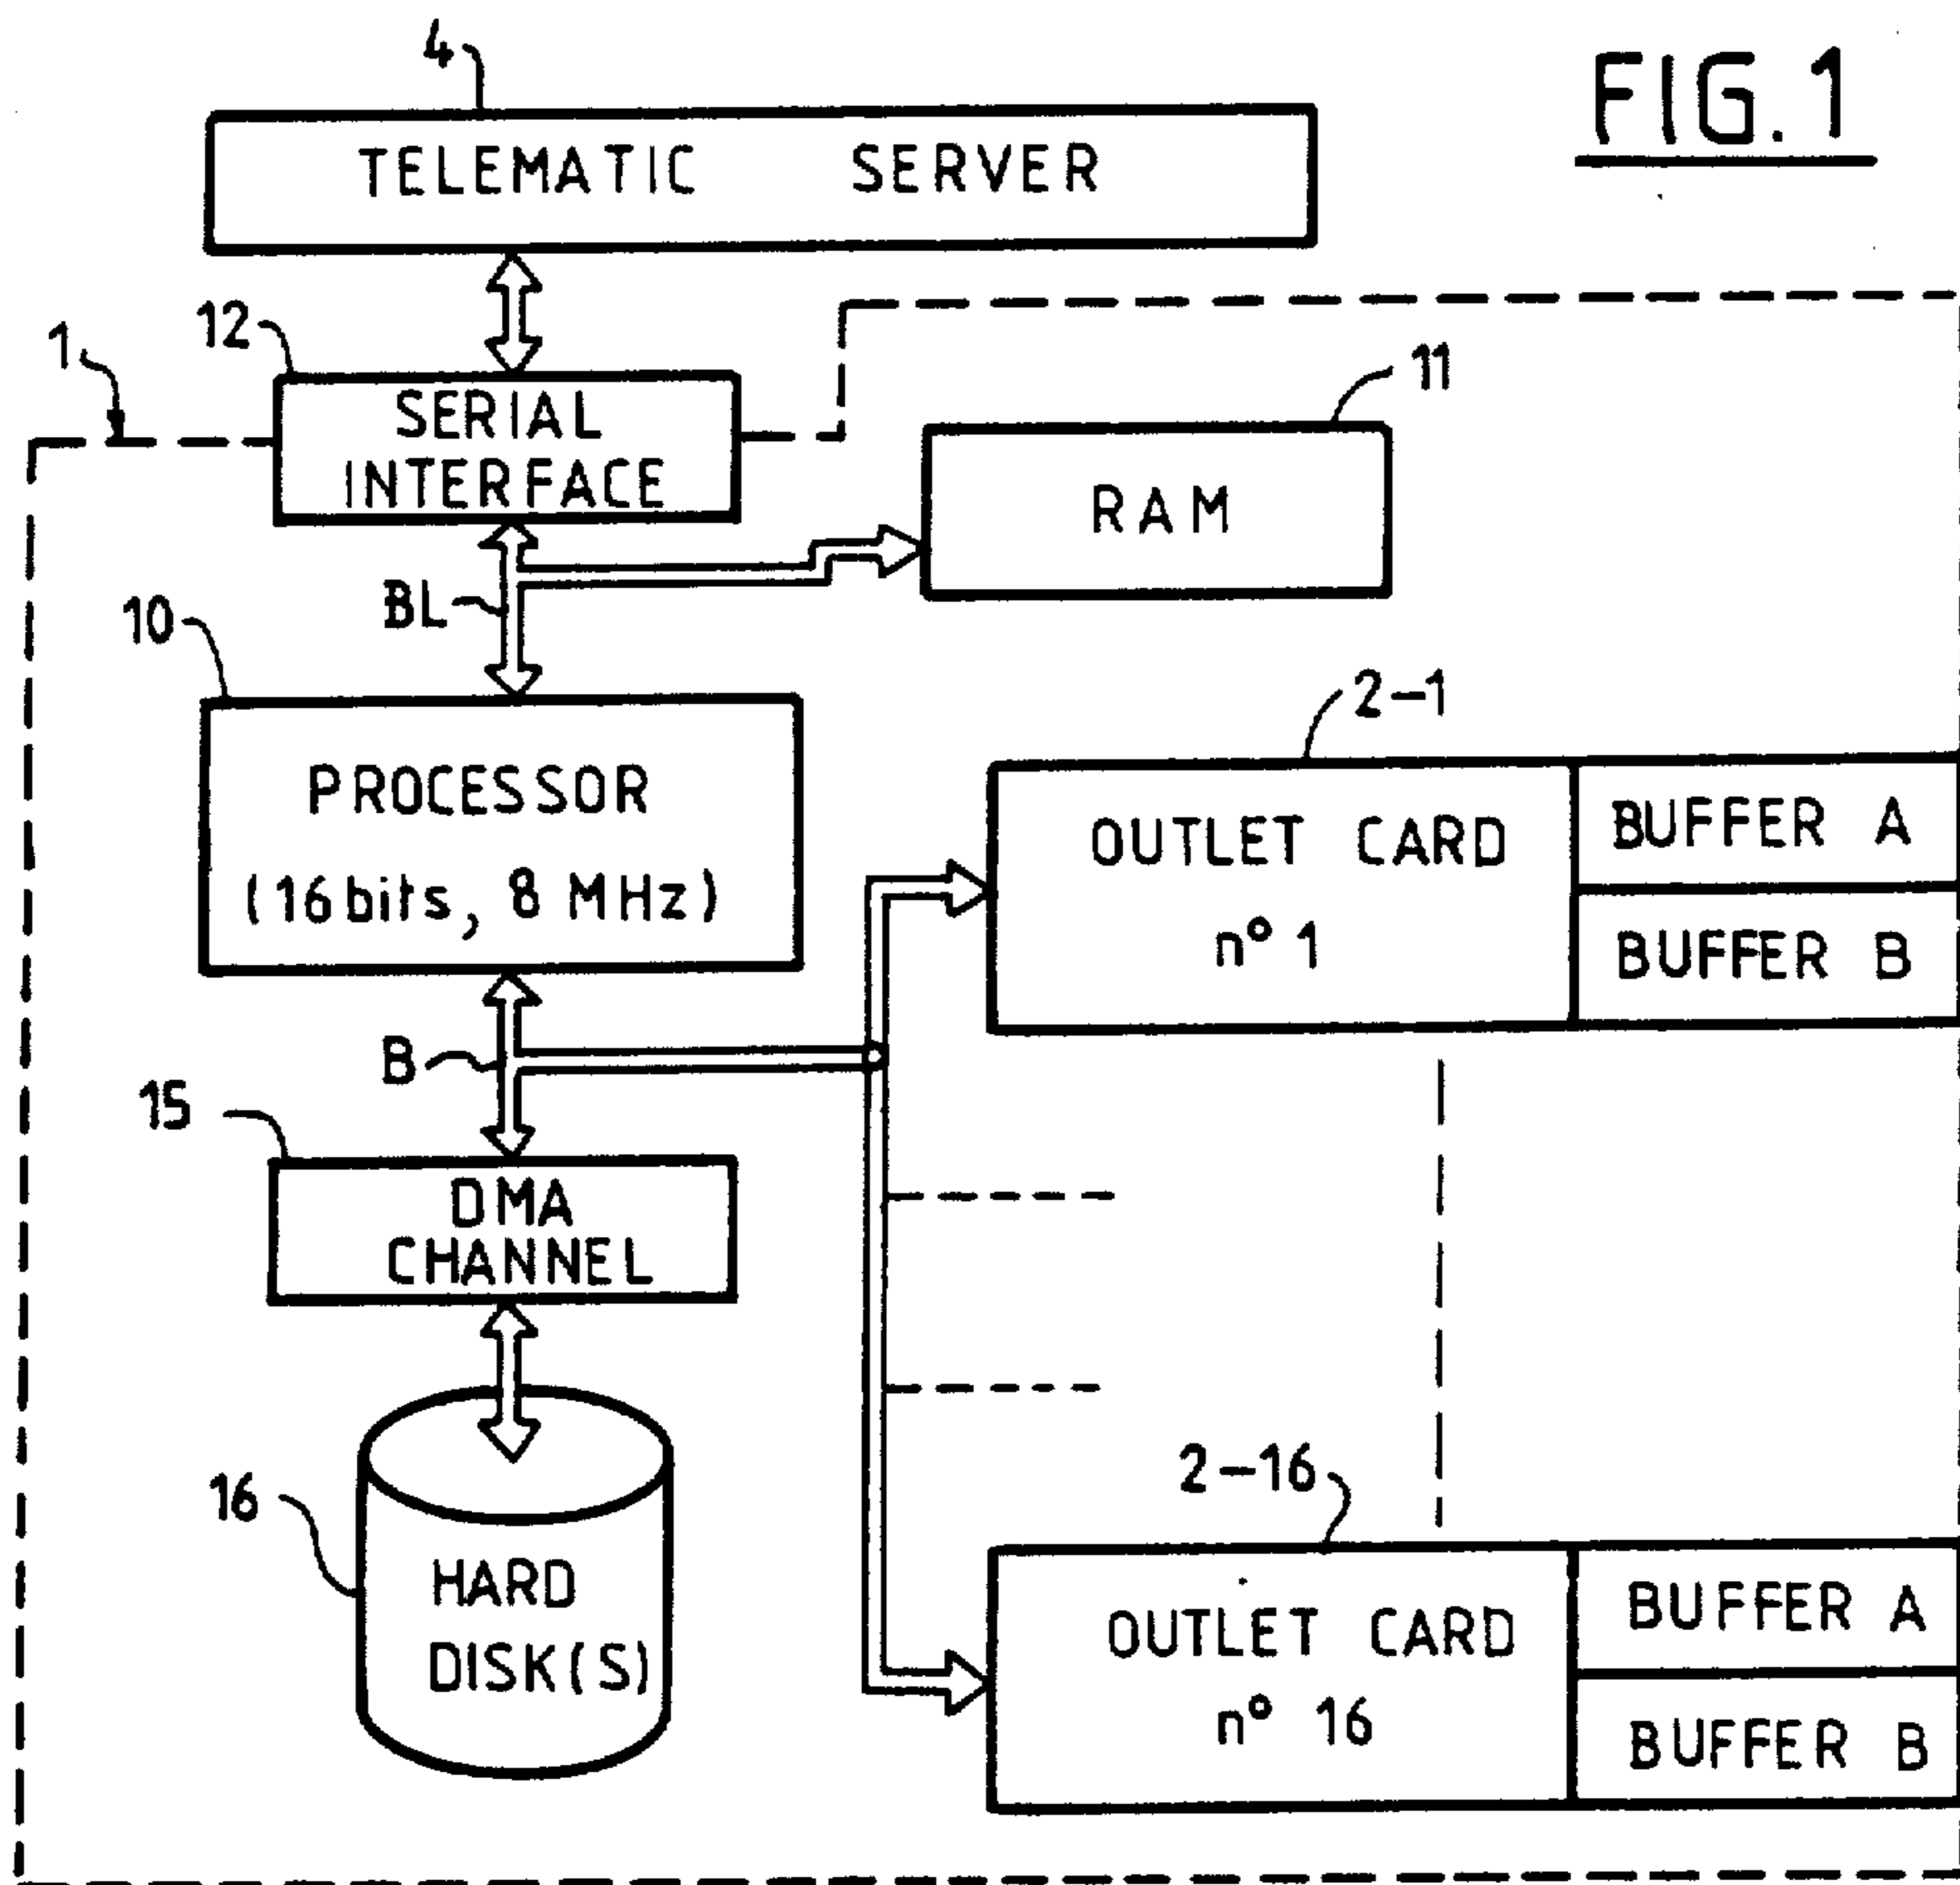 FIG.1
4
TELEMATIC SERVER
12
1
SERIAL
INTERFACE
11
RAM
BL
10
PROCESSOR
(16 bits, 8 MHz)
2-1
OUTLET CARD
n° 1
BUFFER A
BUFFER B
B
15
DMA
CHANNEL
16
HARD
DISK(S)
2-16
OUTLET CARD
n° 16
BUFFER A
BUFFER B